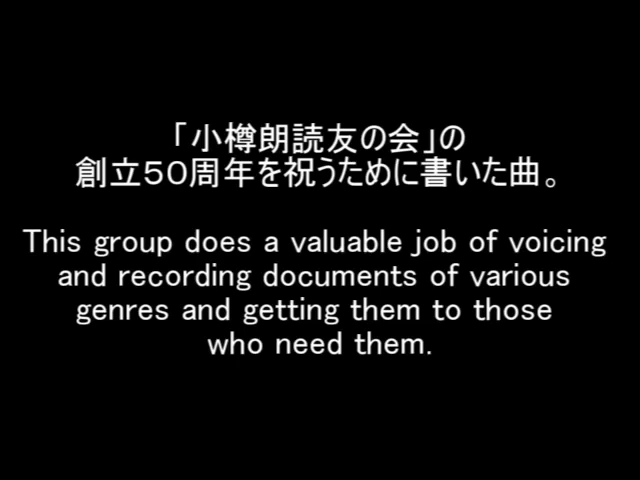 「小樽朗読友の会」の
創立５０周年を祝うために書いた曲。
This group does a valuable job of voicing
and recording documents of various
genres and getting them to those
who need them.